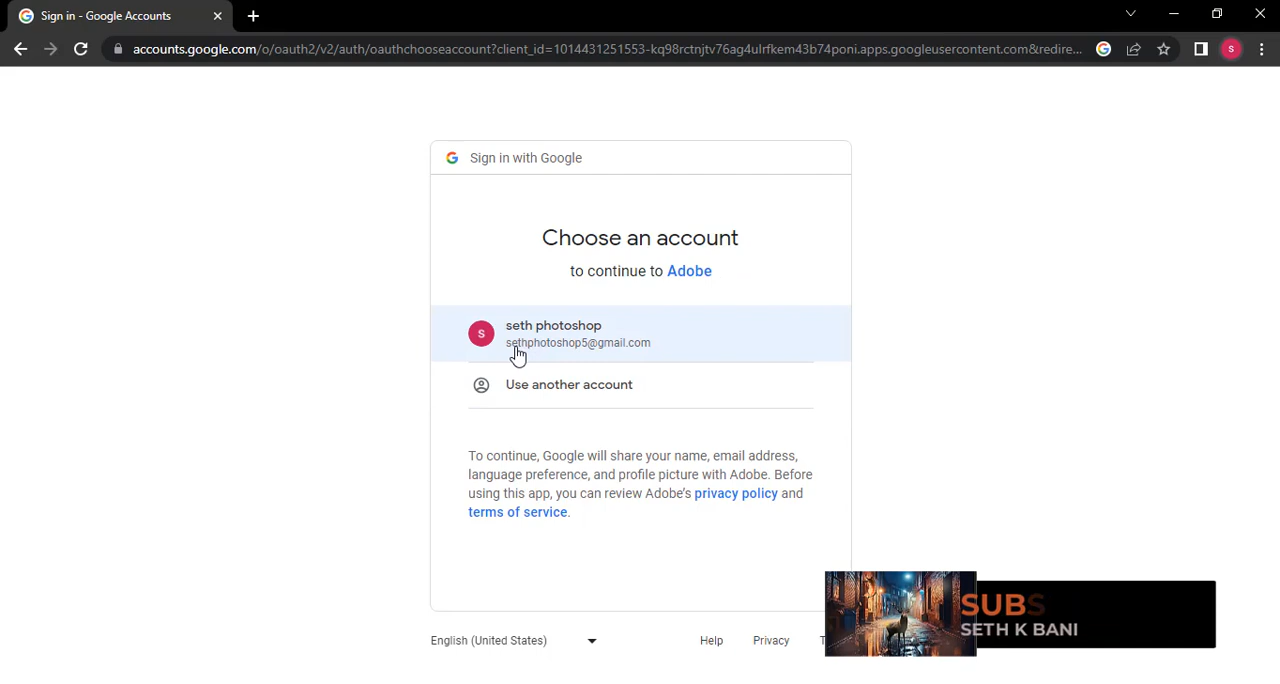 Sign in - Google Accounts
accounts.google.com/o/oauth2/v2/auth/oauthchooseaccount?client_id=1014431251553-kq98rctnjtv76ag4ulrfkem43b74poni.apps.googleusercontent.com&redire...
S
Sign in with Google
Choose an account
to continue to Adobe
S
seth photoshop
sethphotoshop5@gmail.com
Use another account
To continue, Google will share your name, email address,
language preference, and profile picture with Adobe. Before
using this app, you can review Adobe's privacy policy and
terms of service.
SUBS
SETH K BANI
English (United States)
Help
Privacy
T